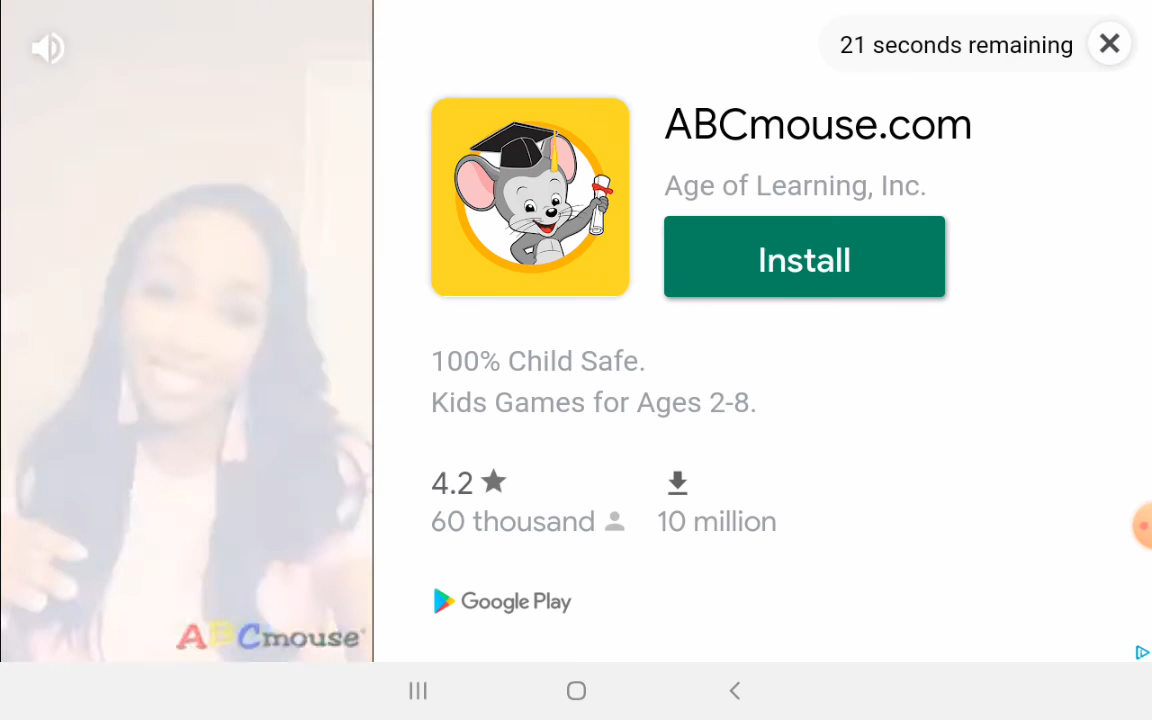 21 seconds remaining
ABCmouse.com
Age of Learning, Inc.
Install
100% Child Safe.
Kids Games for Ages 2-8.
4.2
60 thousand
10 million
Google Play
ABCmouse